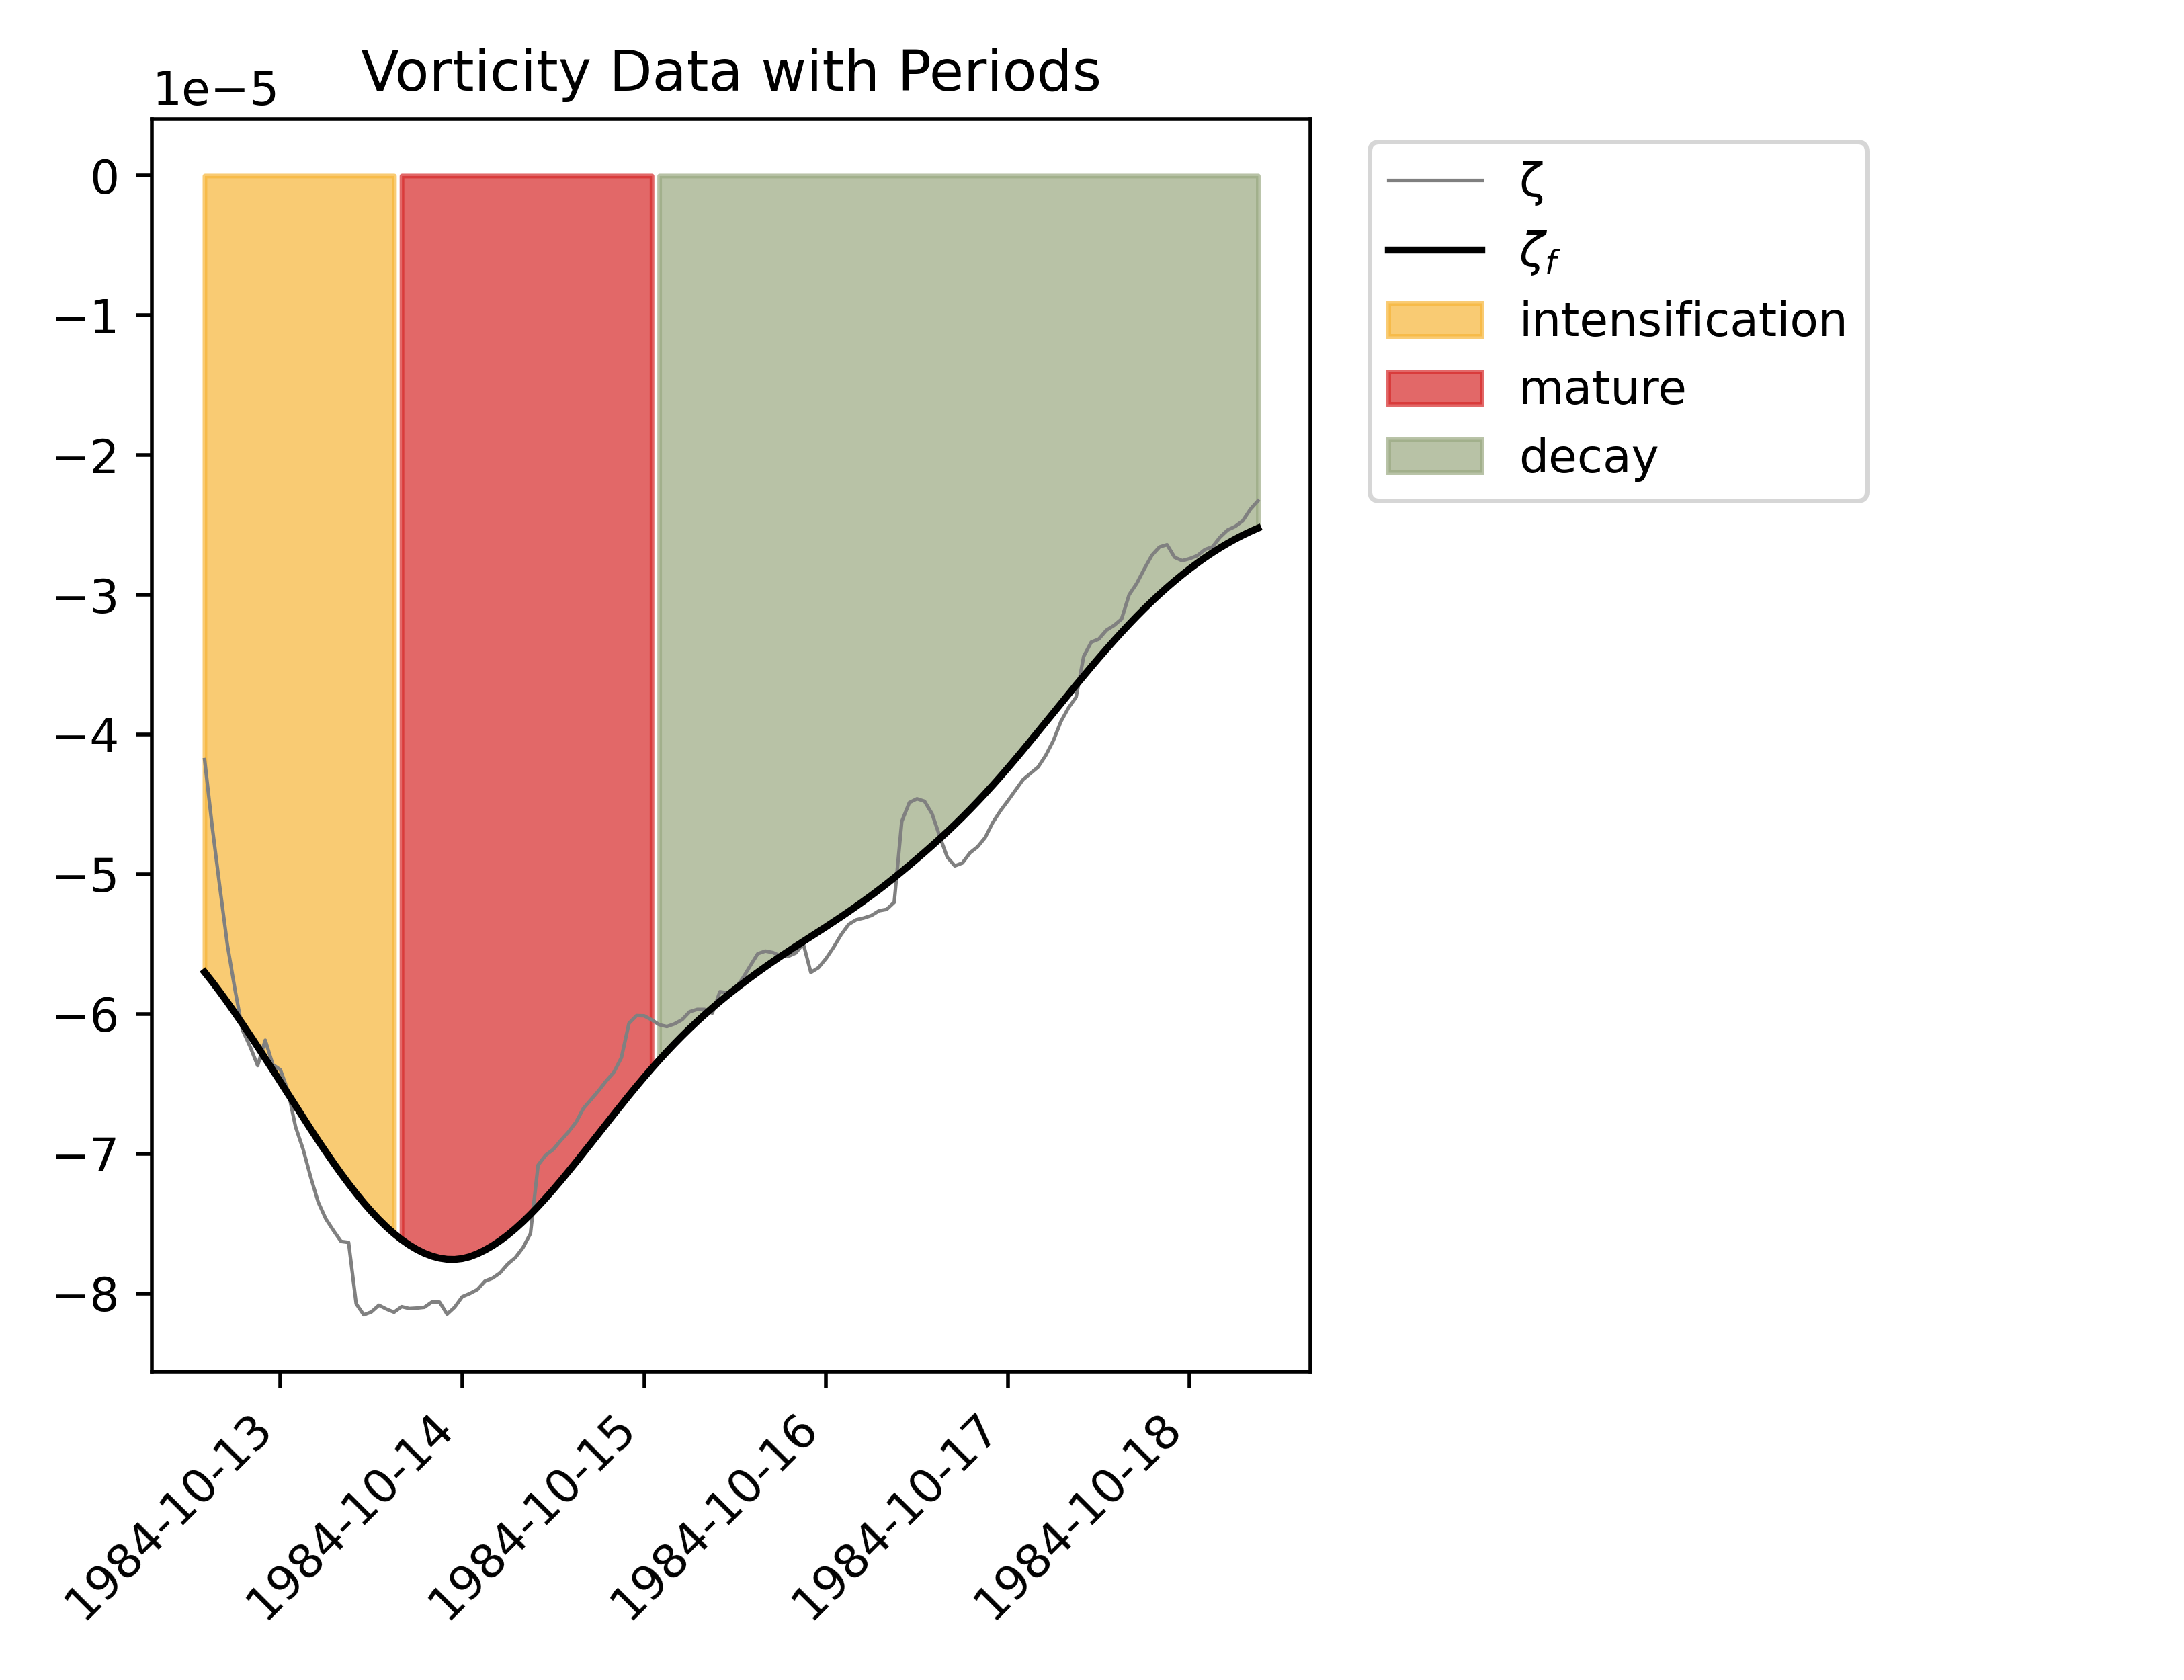 Vorticity Data with Periods
1e−5
0
−1
−2
−3
−4
−5
−6
−7
−8
1984-10-13
1984-10-14
1984-10-15
1984-10-16
1984-10-17
1984-10-18
ζ
ζf
intensification
mature
decay